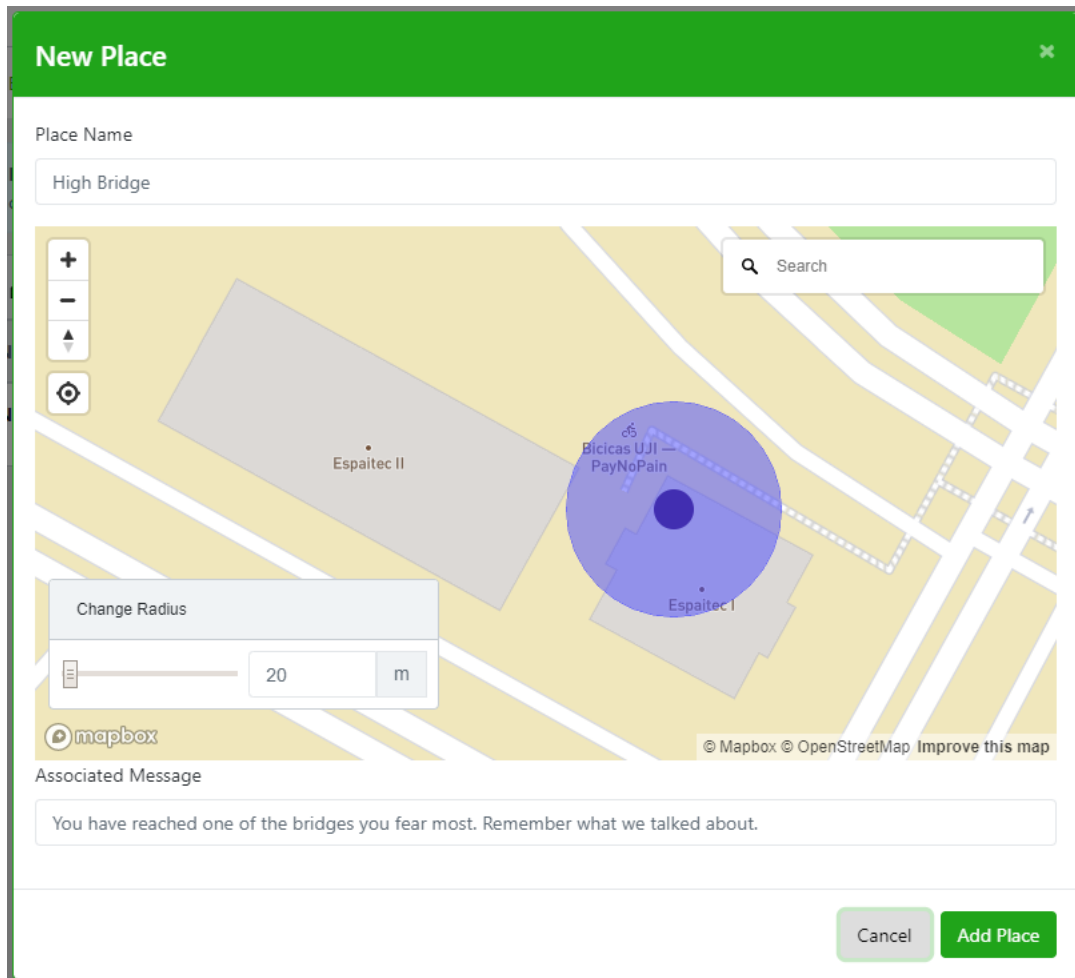 New Place
×
Place Name
High Bridge
Search
Espaitec II
Bicicas UJI —
PayNoPain
Espaitec I
Change Radius
20 m
mapbox
© Mapbox © OpenStreetMap Improve this map
Associated Message
You have reached one of the bridges you fear most. Remember what we talked about.
Cancel Add Place